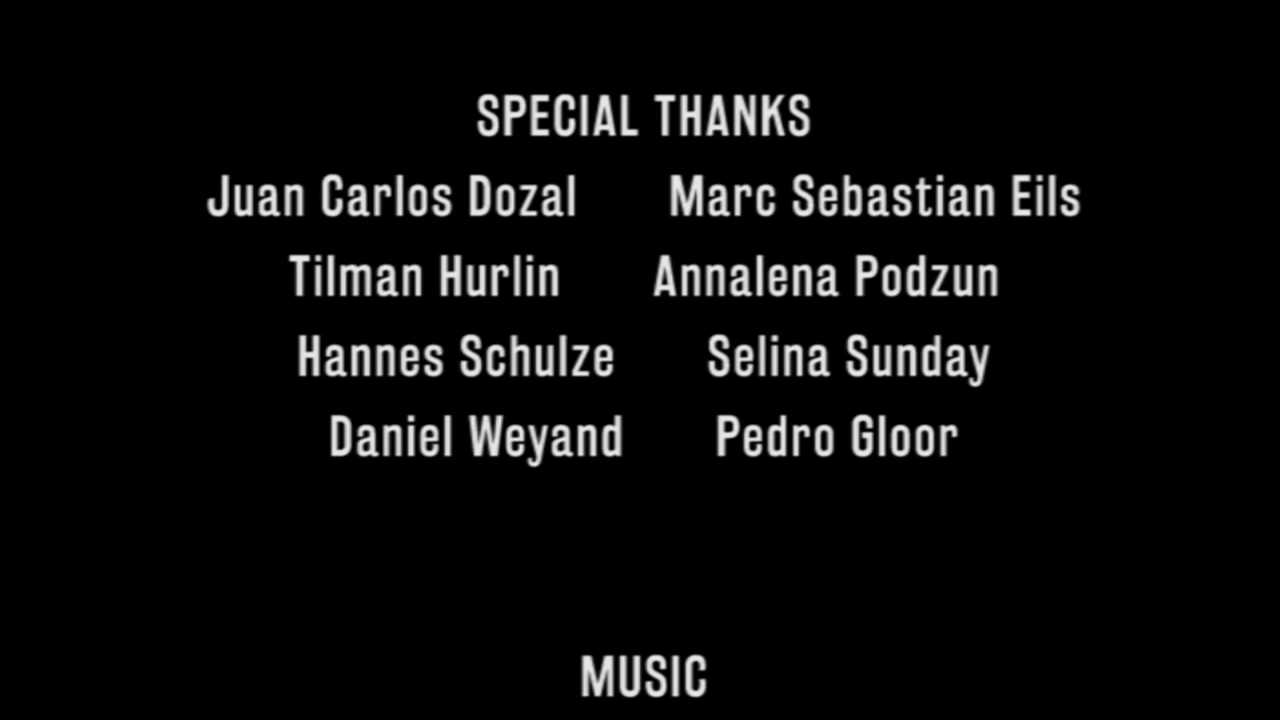 SPECIAL THANKS
Juan Carlos Dozal Marc Sebastian Eils
Tilman Hurlin Annalena Podzun
Hannes Schulze Selina Sunday
Daniel Weyand Pedro Gloor
MUSIC